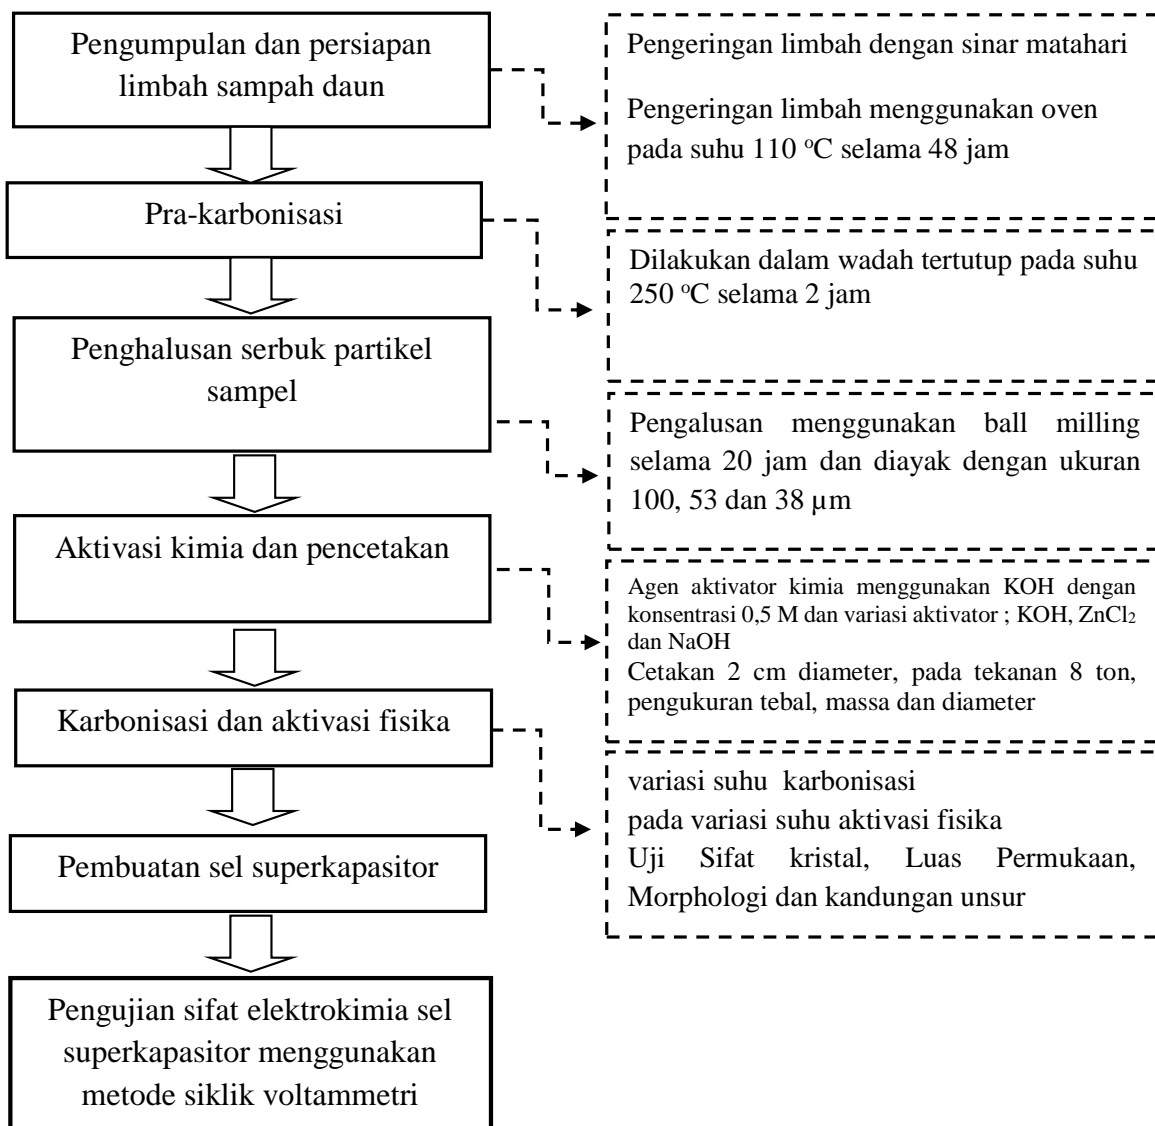 Pengumpulan dan persiapan
limbah sampah daun
Pengeringan limbah dengan sinar matahari
Pengeringan limbah menggunakan oven
pada suhu 110 °C selama 48 jam
Pra-karbonisasi
Dilakukan dalam wadah tertutup pada suhu
250 °C selama 2 jam
Penghalusan serbuk partikel
sampel
Pengalusan menggunakan ball milling
selama 20 jam dan diayak dengan ukuran
100, 53 dan 38 µm
Aktivasi kimia dan pencetakan
Agen aktivator kimia menggunakan KOH dengan
konsentrasi 0,5 M dan variasi aktivator ; KOH, ZnCl₂
dan NaOH
Cetakan 2 cm diameter, pada tekanan 8 ton,
pengukuran tebal, massa dan diameter
Karbonisasi dan aktivasi fisika
variasi suhu karbonisasi
pada variasi suhu aktivasi fisika
Uji Sifat kristal, Luas Permukaan,
Morphologi dan kandungan unsur
Pembuatan sel superkapasitor
Pengujian sifat elektrokimia sel
superkapasitor menggunakan
metode siklik voltammetri